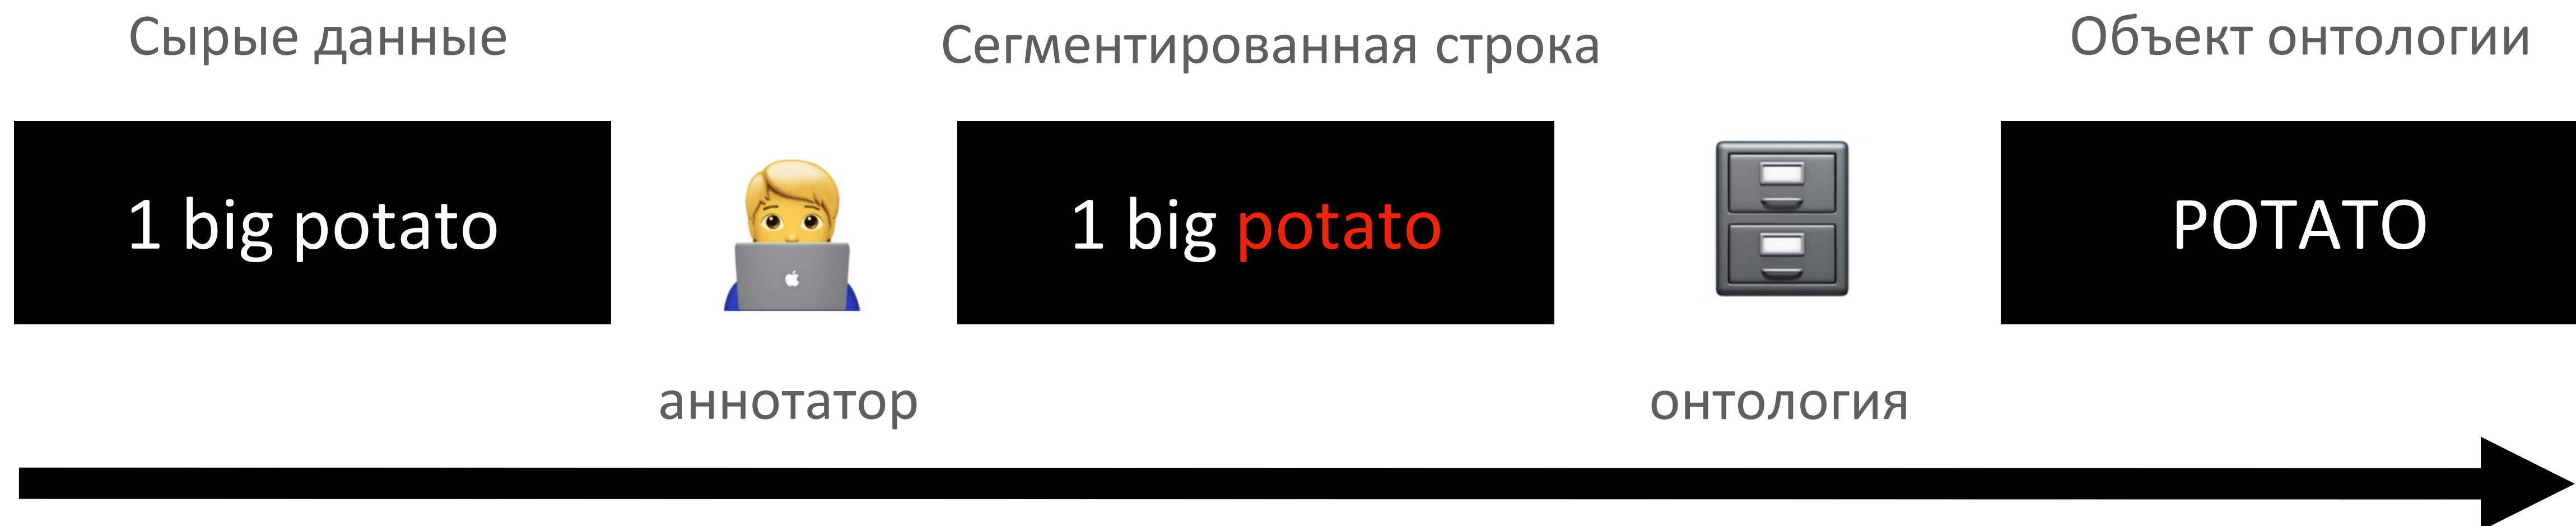 Сырые данные
Сегментированная строка
Объект онтологии
1 big potato
1 big potato
POTATO
аннотатор
онтология